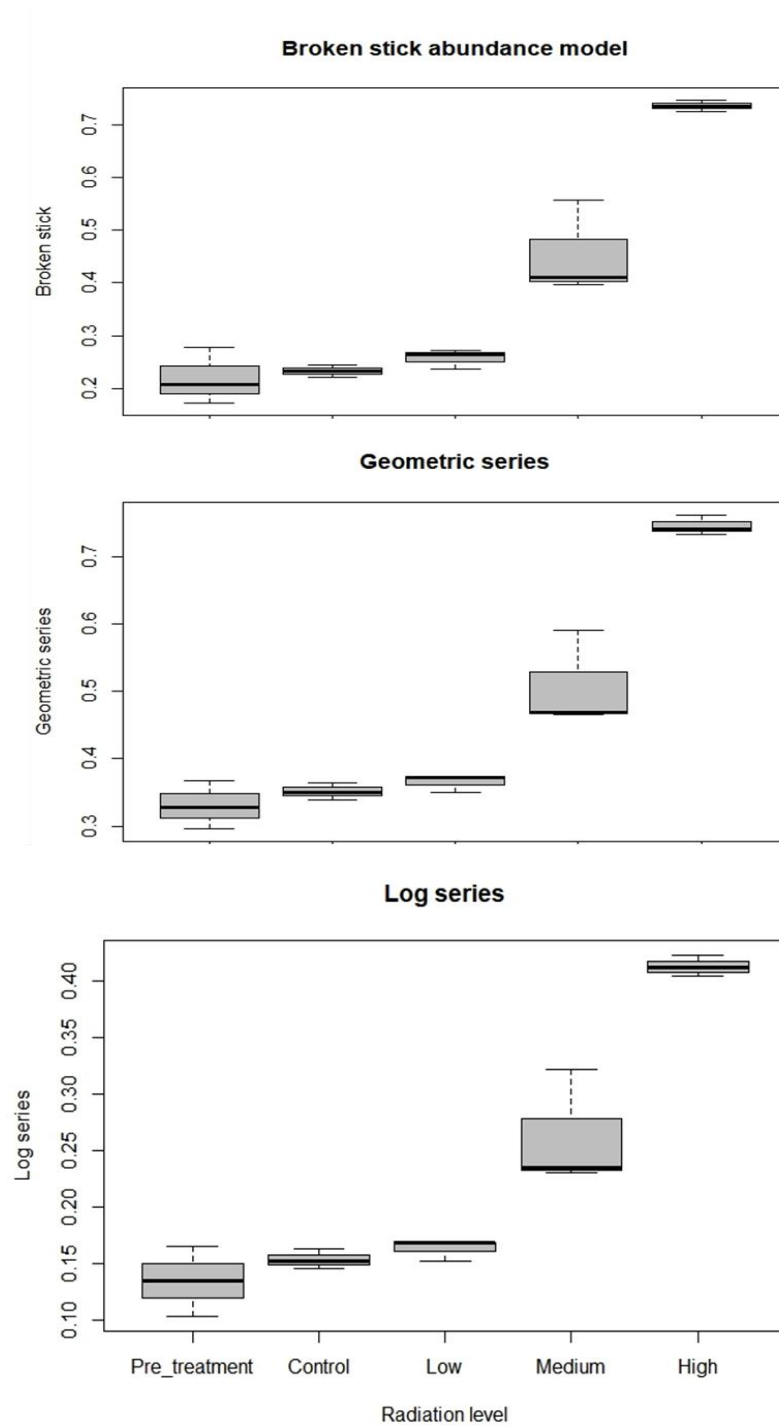 Broken stick abundance model
Broken stick
0.7
0.6
0.5
0.4
0.3
0.2
Geometric series
Geometric series
0.7
0.6
0.5
0.4
0.3
Log series
Log series
0.40
0.35
0.30
0.25
0.20
0.15
0.10
Pre_treatment Control Low Medium High
Radiation level